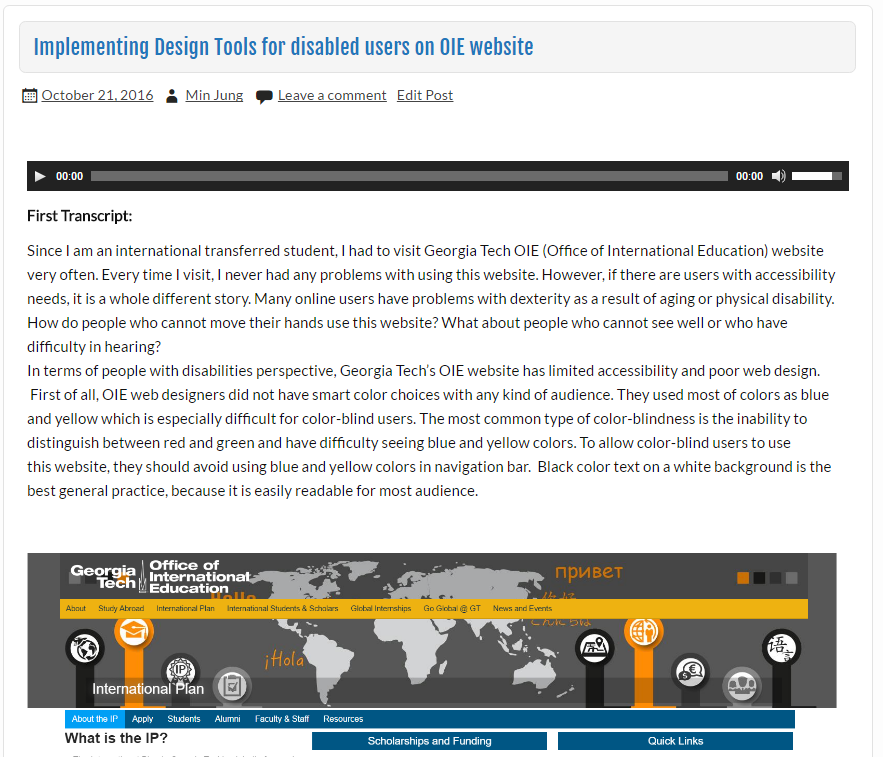 Implementing Design Tools for disabled users on OIE website
October 21, 2016 Min Jung Leave a comment Edit Post
00:00 00:00
First Transcript:
Since I am an international transferred student, I had to visit Georgia Tech OIE (Office of International Education) website
very often. Every time I visit, I never had any problems with using this website. However, if there are users with accessibility
needs, it is a whole different story. Many online users have problems with dexterity as a result of aging or physical disability.
How do people who cannot move their hands use this website? What about people who cannot see well or who have
difficulty in hearing?
In terms of people with disabilities perspective, Georgia Tech's OIE website has limited accessibility and poor web design.
First of all, OIE web designers did not have smart color choices with any kind of audience. They used most of colors as blue
and yellow which is especially difficult for color-blind users. The most common type of color-blindness is the inability to
distinguish between red and green and have difficulty seeing blue and yellow colors. To allow color-blind users to use
this website, they should avoid using blue and yellow colors in navigation bar. Black color text on a white background is the
best general practice, because it is easily readable for most audience.
Georgia Tech
Office of International Education
Hello
привет
About Study Abroad International Plan International Students & Scholars Global Internships Go Global @ GT News and Events
¡Hola
IP
$ €
语言
International Plan
About the IP Apply Students Alumni Faculty & Staff Resources
What is the IP? Scholarships and Funding Quick Links